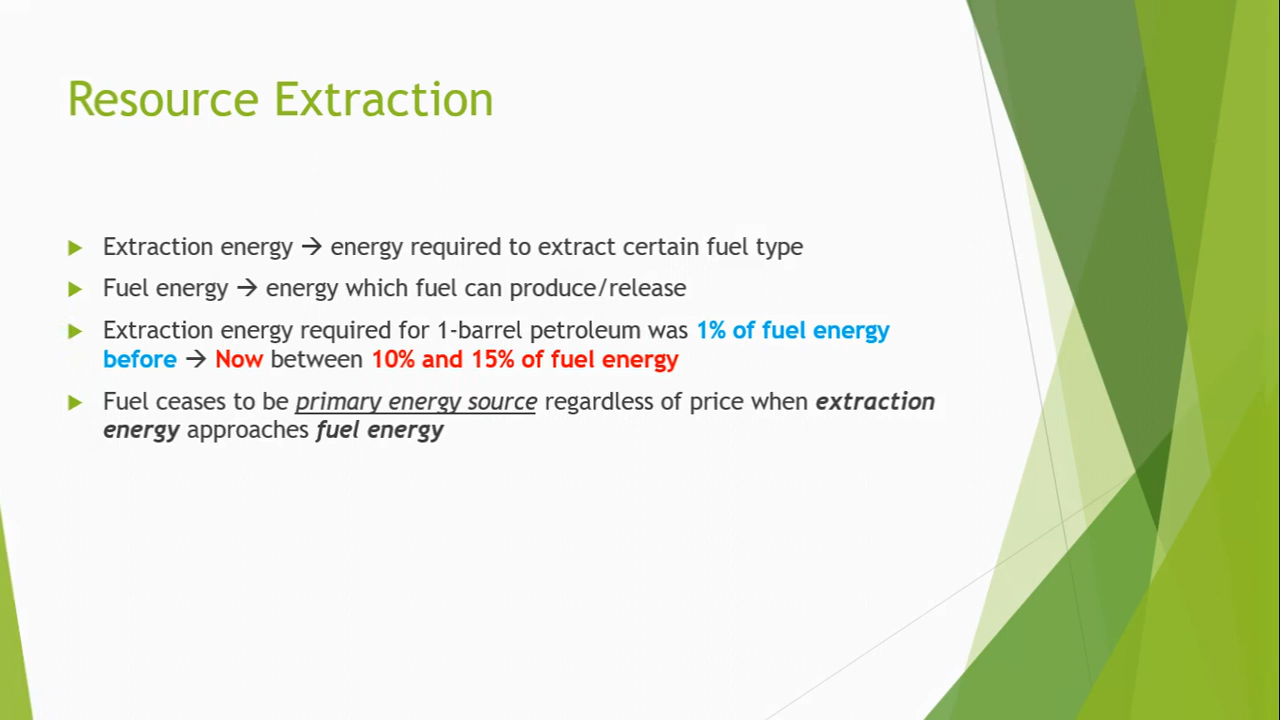 Resource Extraction
Extraction energy → energy required to extract certain fuel type
Fuel energy → energy which fuel can produce/release
Extraction energy required for 1-barrel petroleum was 1% of fuel energy
before → Now between 10% and 15% of fuel energy
Fuel ceases to be primary energy source regardless of price when extraction
energy approaches fuel energy